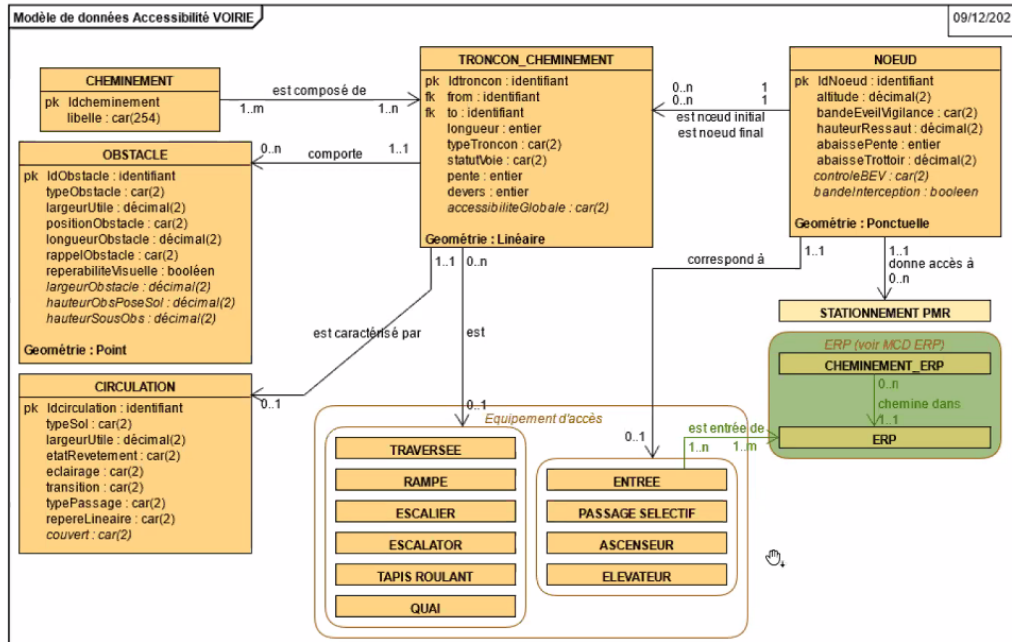 Modèle de données Accessibilité VOIRIE
09/12/202
CHEMINEMENT
pk Idcheminement
libelle : car(254)
est composé de
1..m
1..n
TRONCON_CHEMINEMENT
pk Idtroncon : identifiant
fk from : identifiant
fk to : identifiant
longueur : entier
typeTroncon : car(2)
statutVoie : car(2)
pente : entier
devers : entier
accessibiliteGlobale : car(2)
Geométrie : Linéaire
0..n 1
0..n 1
est nœud initial
est noeud final
NOEUD
pk IdNoeud : identifiant
altitude : décimal(2)
bandeEveilVigilance : car(2)
hauteurRessaut : décimal(2)
abaissePente : entier
abaisseTrottoir : décimal(2)
controleBEV : car(2)
bandeInterception : booleen
Geométrie : Ponctuelle
0..n
comporte
1..1
OBSTACLE
pk IdObstacle : identifiant
typeObstacle : car(2)
largeurUtile : décimal(2)
positionObstacle : car(2)
longueurObstacle : décimal(2)
rappelObstacle : car(2)
reperabiliteVisuelle : booléen
largeurObstacle : décimal(2)
hauteurObsPoseSol : décimal(2)
hauteurSousObs : décimal(2)
Geométrie : Point
1..1
est caractérisé par
0..1
0..n
est
0..1
correspond à
1..1
0..1
1..1
donne accès à
0..n
STATIONNEMENT PMR
ERP (voir MCD ERP)
CHEMINEMENT_ERP
0..n
chemine dans
1..1
ERP
est entrée de
1..n
1..m
CIRCULATION
pk Idcirculation : identifiant
typeSol : car(2)
largeurUtile : décimal(2)
etatRevetement : car(2)
eclairage : car(2)
transition : car(2)
typePassage : car(2)
repereLineaire : car(2)
couvert : car(2)
Equipement d'accès
TRAVERSEE
RAMPE
ESCALIER
ESCALATOR
TAPIS ROULANT
QUAI
ENTREE
PASSAGE SELECTIF
ASCENSEUR
ELEVATEUR